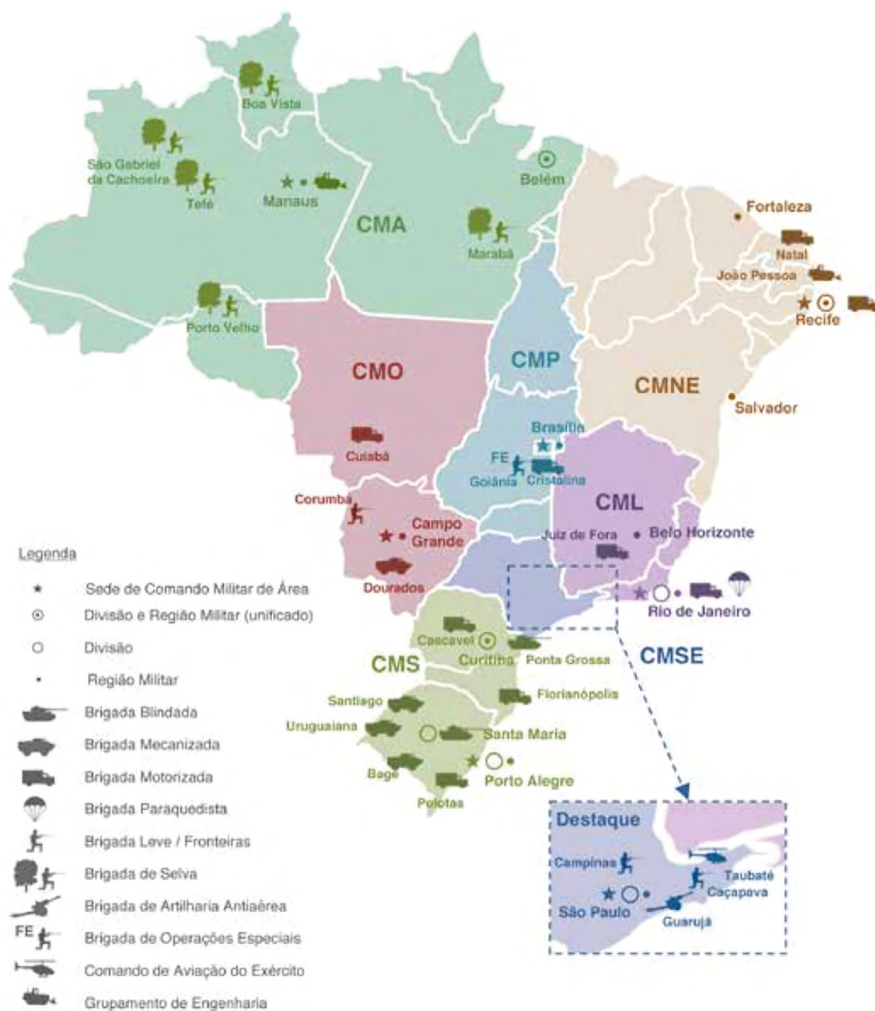 Boa Vista
São Gabriel
da Cachoeira
Tefé
Manaus
Belém
CMA
Marabá
Fortaleza
Natal
João Pessoa
Recife
Porto Velho
CMP
CMO
CMNE
Salvador
Brasília
Cuiabá
FE
Goiânia
Cristalina
CML
Corumbá
Campo
Grande
Juiz de Fora
Belo Horizonte
Dourados
Rio de Janeiro
Legenda
Sede de Comando Militar de Área
Divisão e Região Militar (unificado)
Divisão
Região Militar
Brigada Blindada
Brigada Mecanizada
Brigada Motorizada
Brigada Paraquedista
Brigada Leve / Fronteiras
Brigada de Selva
Brigada de Artilharia Antiaérea
FE
Brigada de Operações Especiais
Comando de Aviação do Exército
Grupamento de Engenharia
Cascavel
Curitiba
Ponta Grossa
CMS
CMSE
Florianópolis
Santiago
Uruguaiana
Santa Maria
Bagé
Porto Alegre
Pelotas
Destaque
Campinas
Taubaté
Caçapava
São Paulo
Guarujá